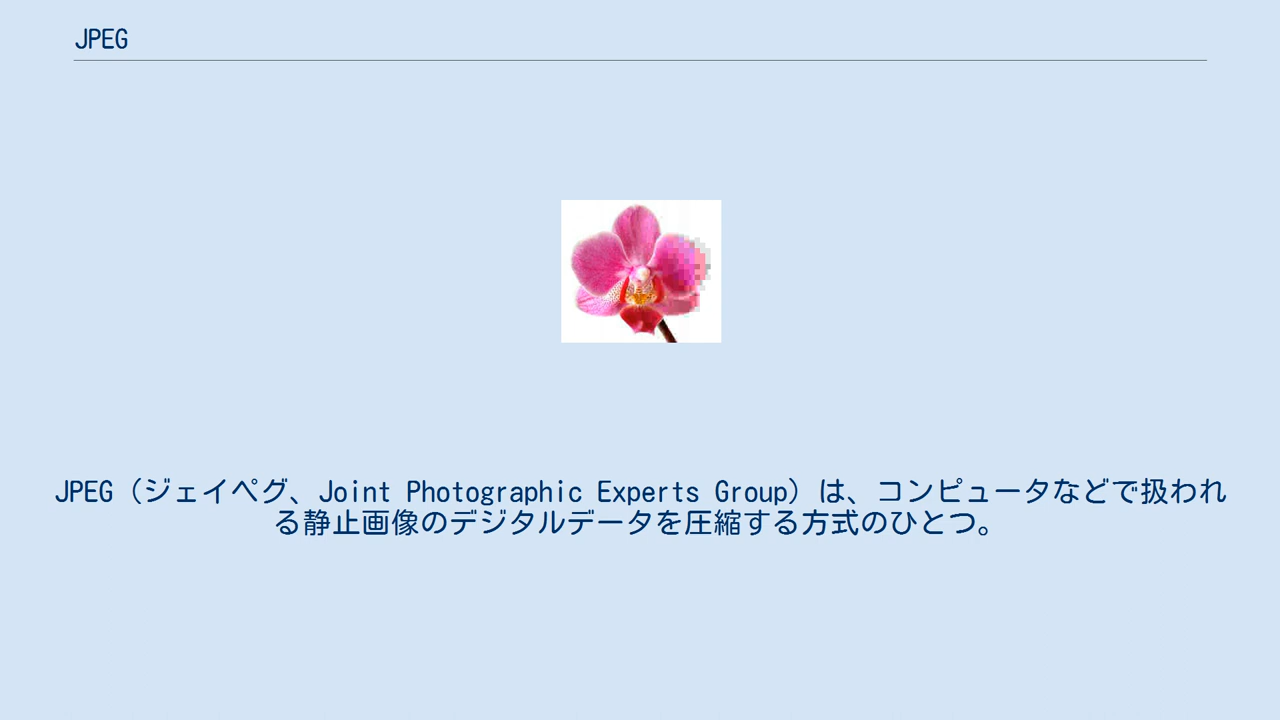 JPEG
JPEG（ジェイペグ、Joint Photographic Experts Group）は、コンピュータなどで扱われ
る静止画像のデジタルデータを圧縮する方式のひとつ。